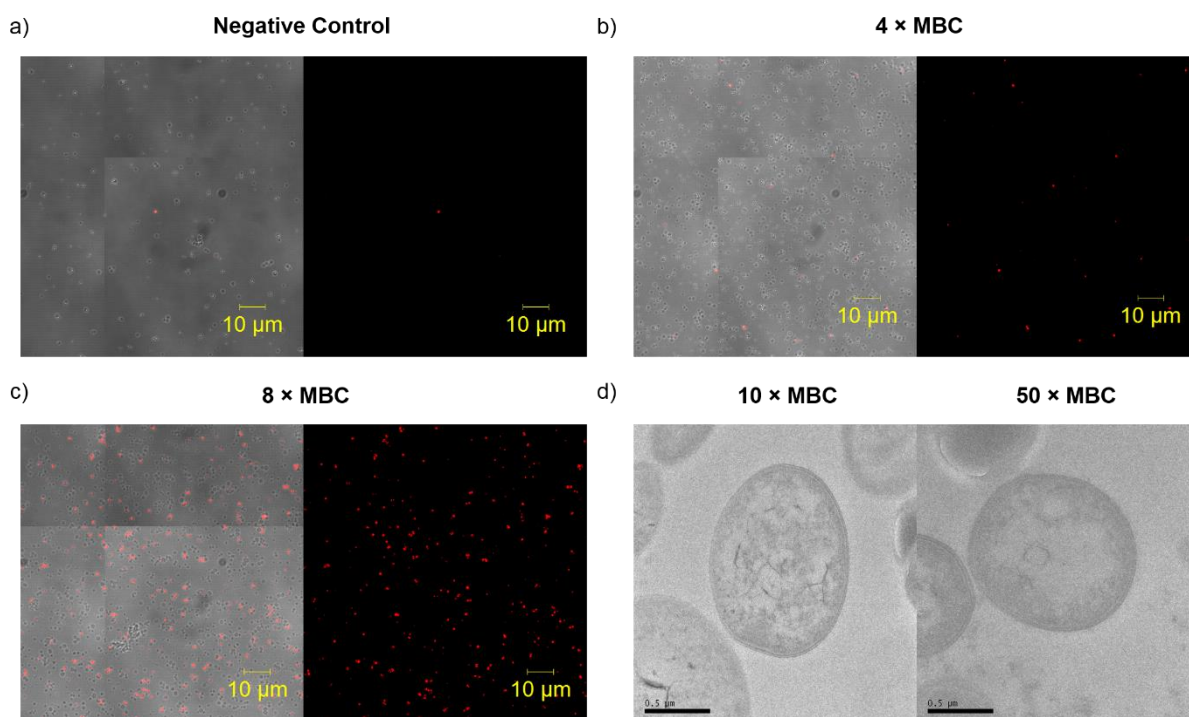 a)
Negative Control
10 µm
10 µm
b)
4 × MBC
10 µm
10 µm
c)
8 × MBC
10 µm
10 µm
d)
10 × MBC
50 × MBC
0.5 µm
0.5 µm